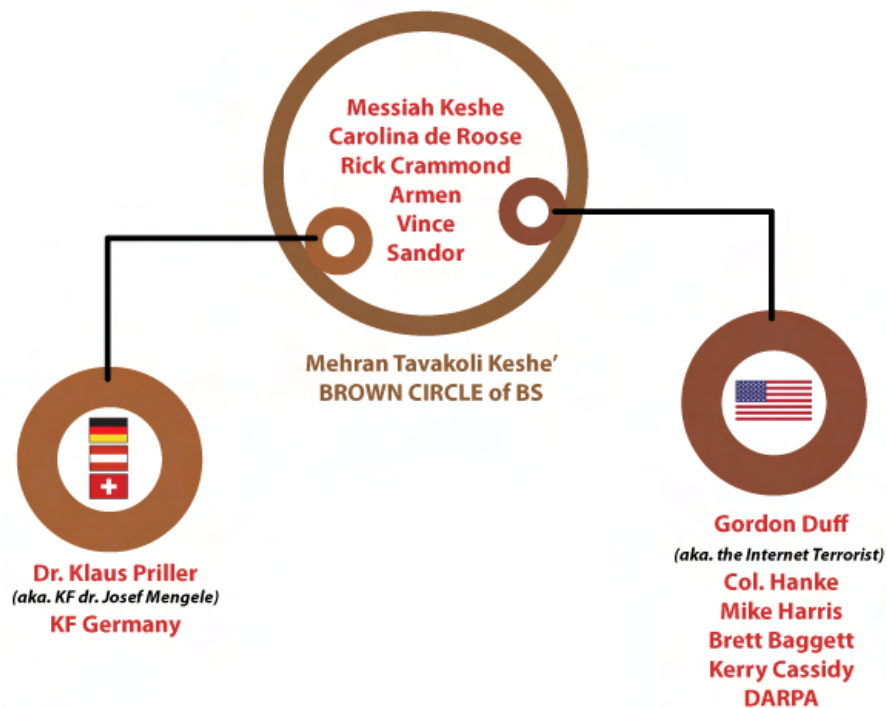 Messiah Keshe
Carolina de Roose
Rick Crammond
Armen
Vince
Sandor
Mehran Tavakoli Keshe'
BROWN CIRCLE of BS
Dr. Klaus Priller
(aka. KF dr. Josef Mengele)
KF Germany
Gordon Duff
(aka. the Internet Terrorist)
Col. Hanke
Mike Harris
Brett Baggett
Kerry Cassidy
DARPA